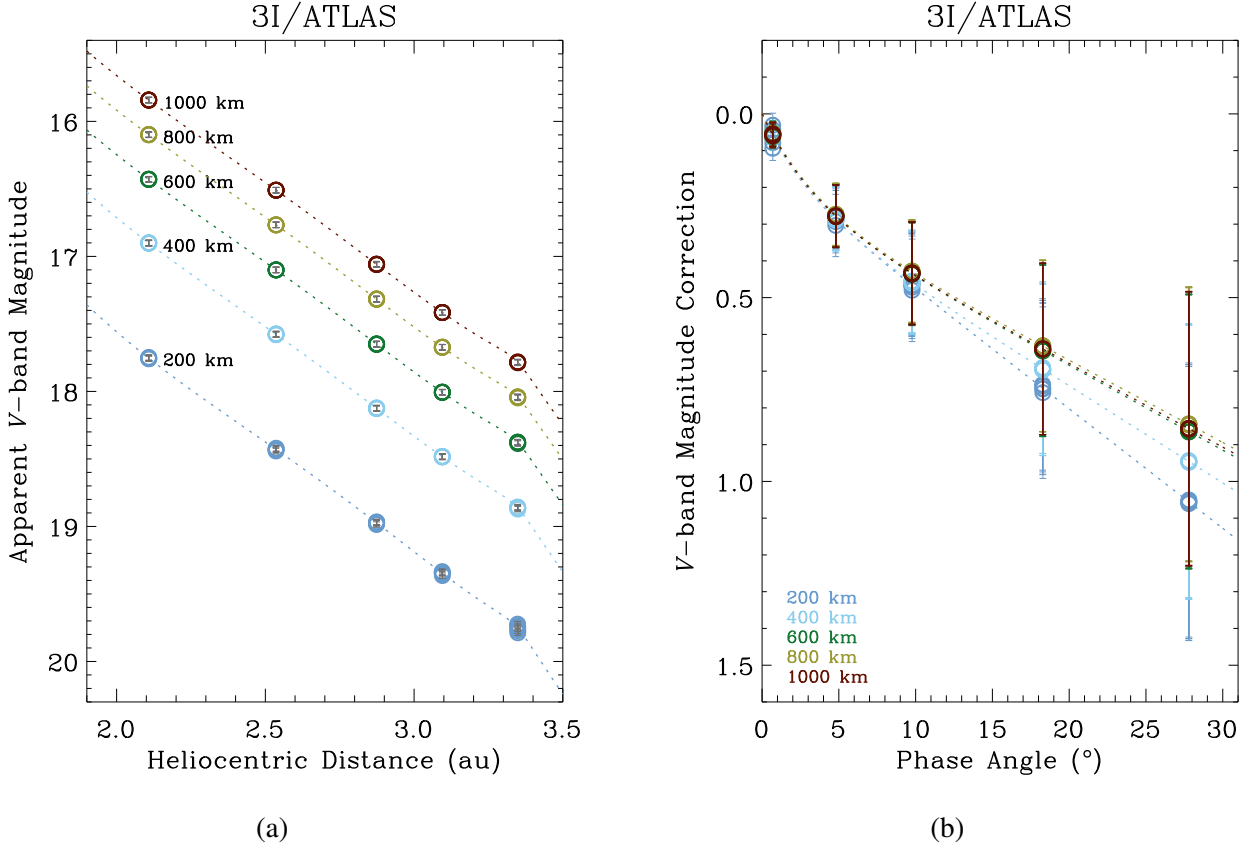 3I/ATLAS
Apparent V-band Magnitude
16
17
18
19
20
1000 km
800 km
600 km
400 km
200 km
2.0 2.5 3.0 3.5
Heliocentric Distance (au)
(a)
3I/ATLAS
V-band Magnitude Correction
0.0
0.5
1.0
1.5
200 km
400 km
600 km
800 km
1000 km
0 5 10 15 20 25 30
Phase Angle (°)
(b)